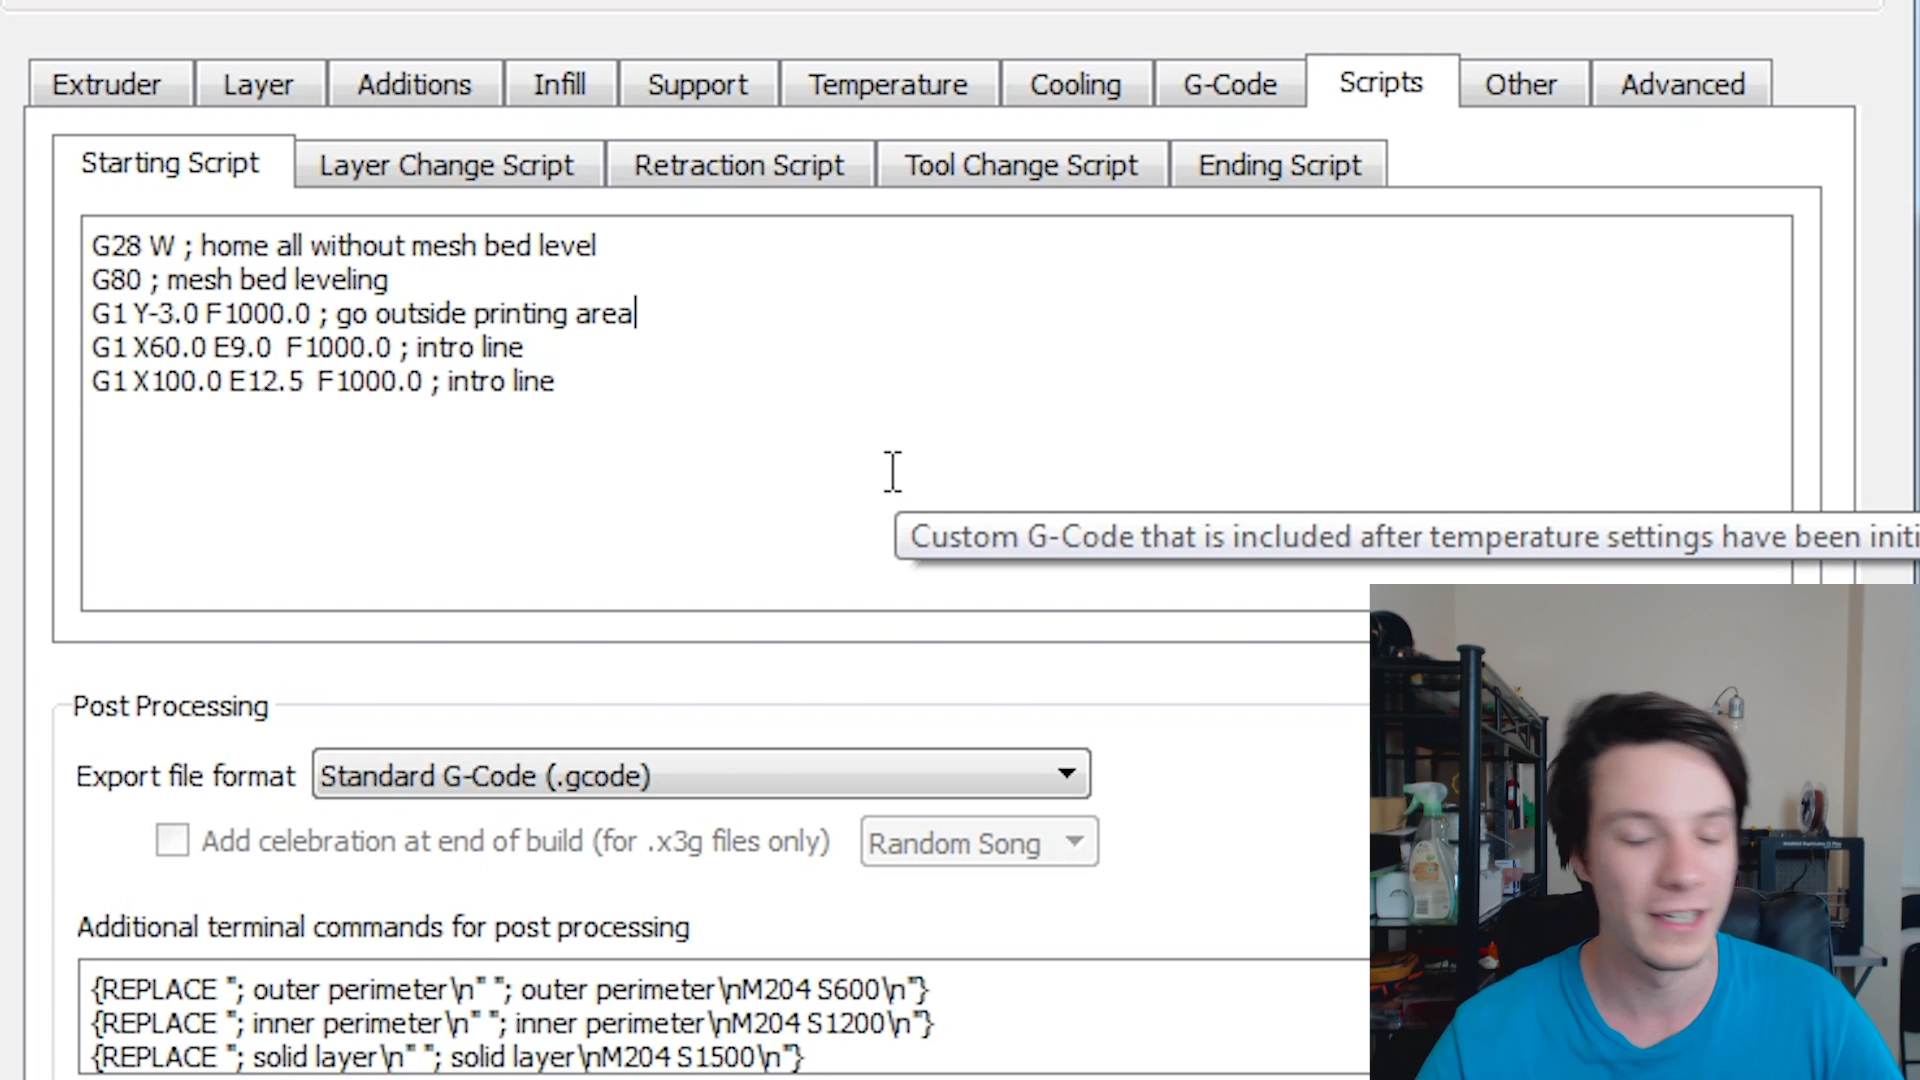 Extruder Layer Additions Infill Support Temperature Cooling G-Code Scripts Other Advanced
Starting Script Layer Change Script Retraction Script Tool Change Script Ending Script
G28 W ; home all without mesh bed level
G80 ; mesh bed leveling
G1 Y-3.0 F1000.0 ; go outside printing area
G1 X60.0 E9.0  F1000.0 ; intro line
G1 X100.0 E12.5  F1000.0 ; intro line
Custom G-Code that is included after temperature settings have been initi
Post Processing
Export file format Standard G-Code (.gcode)
Add celebration at end of build (for .x3g files only) Random Song
Additional terminal commands for post processing
{REPLACE "; outer perimeter\n" "; outer perimeter\nM204 S600\n"}
{REPLACE "; inner perimeter\n" "; inner perimeter\nM204 S1200\n"}
{REPLACE "; solid layer\n" "; solid layer\nM204 S1500\n"}